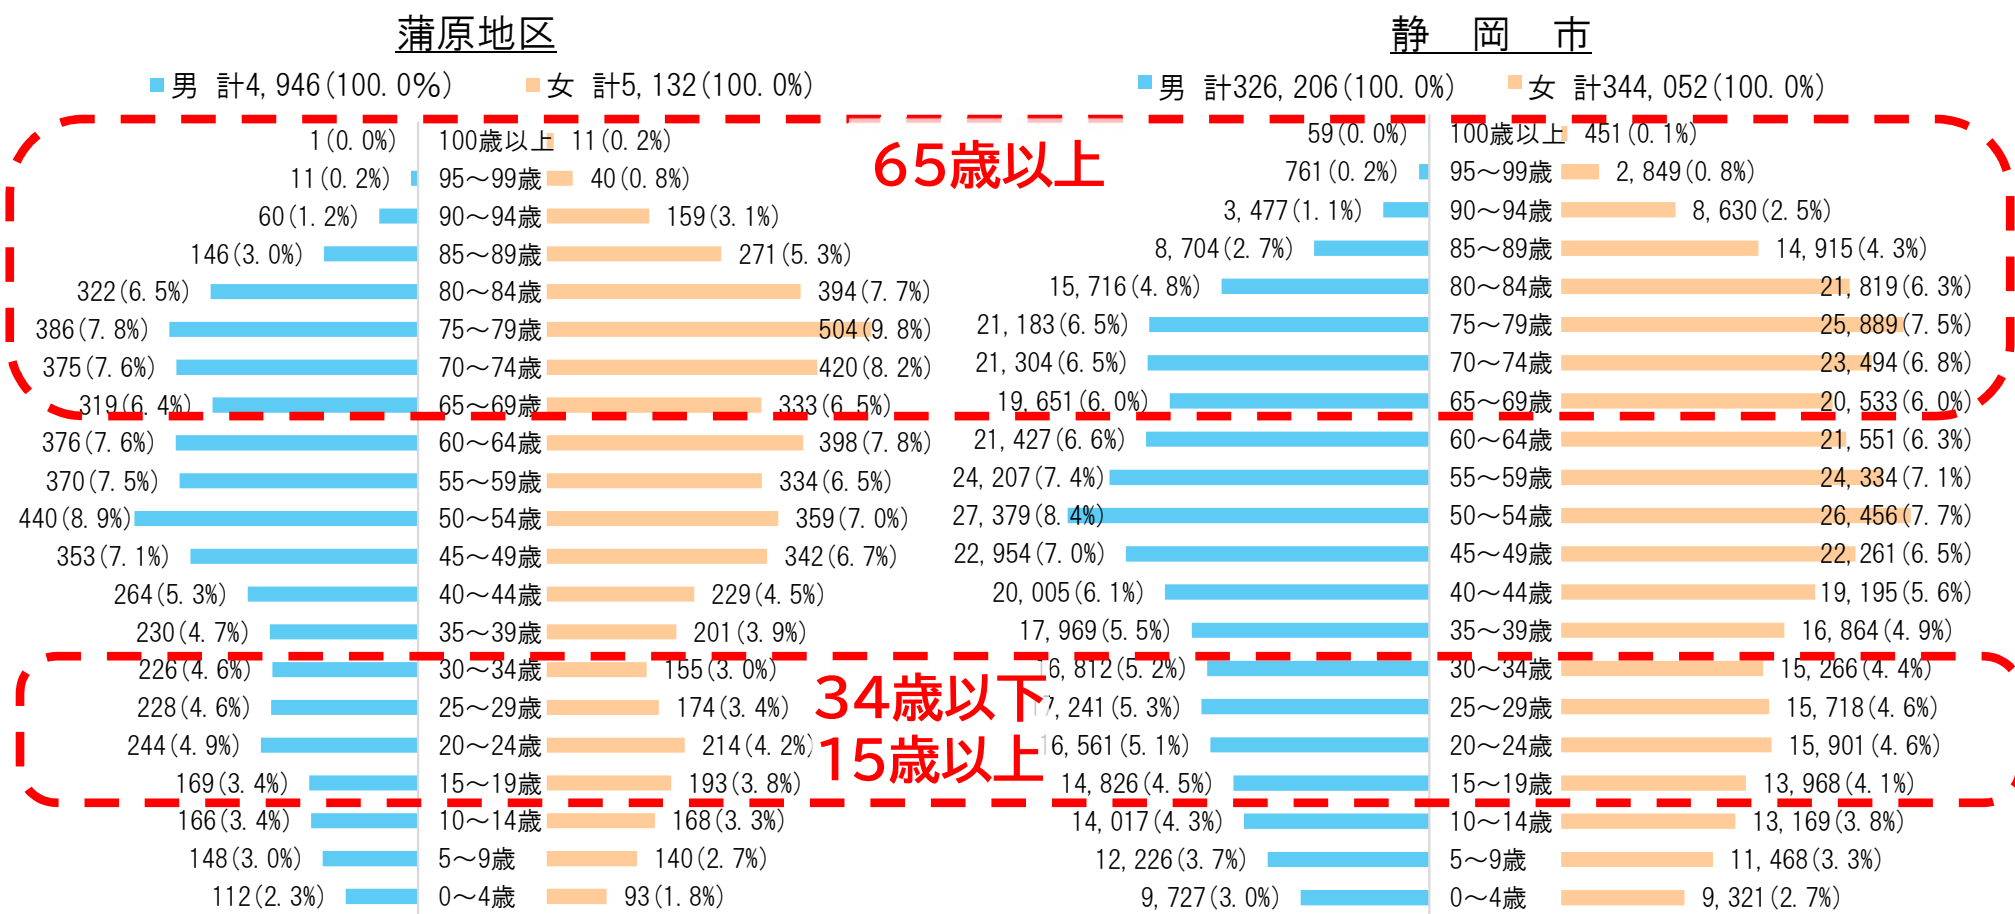 蒲原地区
静 岡 市
男 計4,946(100.0%) 女 計5,132(100.0%)
男 計326,206(100.0%) 女 計344,052(100.0%)
65歳以上
34歳以下
15歳以上
1(0.0%) 100歳以上 11(0.2%)
11(0.2%) 95～99歳 40(0.8%)
60(1.2%) 90～94歳 159(3.1%)
146(3.0%) 85～89歳 271(5.3%)
322(6.5%) 80～84歳 394(7.7%)
386(7.8%) 75～79歳 504(9.8%)
375(7.6%) 70～74歳 420(8.2%)
319(6.4%) 65～69歳 333(6.5%)
376(7.6%) 60～64歳 398(7.8%)
370(7.5%) 55～59歳 334(6.5%)
440(8.9%) 50～54歳 359(7.0%)
353(7.1%) 45～49歳 342(6.7%)
264(5.3%) 40～44歳 229(4.5%)
230(4.7%) 35～39歳 201(3.9%)
226(4.6%) 30～34歳 155(3.0%)
228(4.6%) 25～29歳 174(3.4%)
244(4.9%) 20～24歳 214(4.2%)
169(3.4%) 15～19歳 193(3.8%)
166(3.4%) 10～14歳 168(3.3%)
148(3.0%) 5～9歳 140(2.7%)
112(2.3%) 0～4歳 93(1.8%)
59(0.0%) 100歳以上 451(0.1%)
761(0.2%) 95～99歳 2,849(0.8%)
3,477(1.1%) 90～94歳 8,630(2.5%)
8,704(2.7%) 85～89歳 14,915(4.3%)
15,716(4.8%) 80～84歳 21,819(6.3%)
21,183(6.5%) 75～79歳 25,889(7.5%)
21,304(6.5%) 70～74歳 23,494(6.8%)
19,651(6.0%) 65～69歳 20,533(6.0%)
21,427(6.6%) 60～64歳 21,551(6.3%)
24,207(7.4%) 55～59歳 24,334(7.1%)
27,379(8.4%) 50～54歳 26,456(7.7%)
22,954(7.0%) 45～49歳 22,261(6.5%)
20,005(6.1%) 40～44歳 19,195(5.6%)
17,969(5.5%) 35～39歳 16,864(4.9%)
16,812(5.2%) 30～34歳 15,266(4.4%)
17,241(5.3%) 25～29歳 15,718(4.6%)
16,561(5.1%) 20～24歳 15,901(4.6%)
14,826(4.5%) 15～19歳 13,968(4.1%)
14,017(4.3%) 10～14歳 13,169(3.8%)
12,226(3.7%) 5～9歳 11,468(3.3%)
9,727(3.0%) 0～4歳 9,321(2.7%)